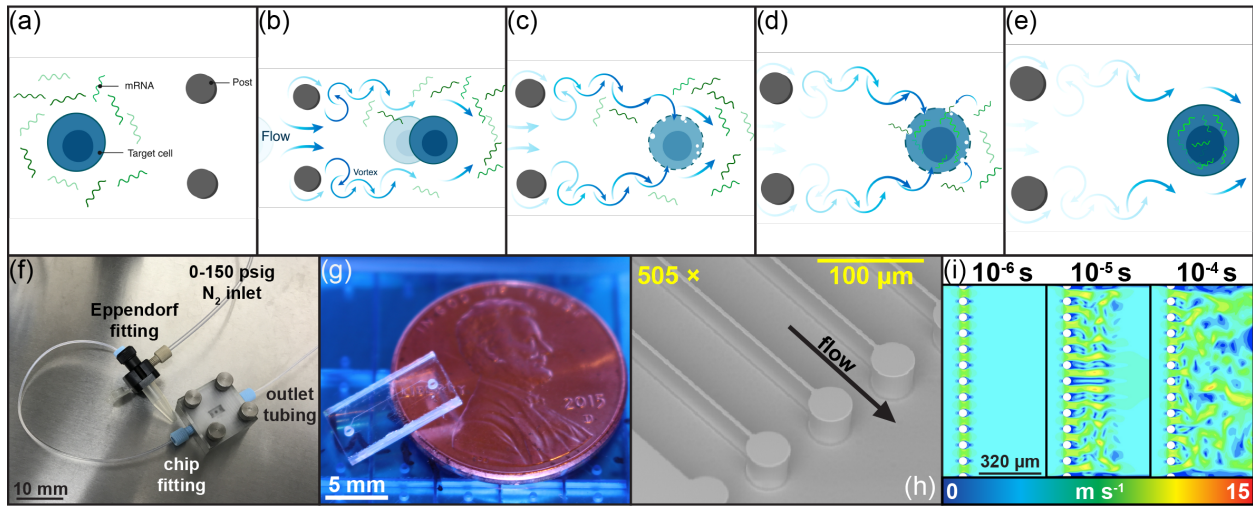 (a)
mRNA
Post
Target cell
(b)
Flow
Vortex
(c)
(d)
(e)
(f)
0-150 psig
N₂ inlet
Eppendorf
fitting
outlet
tubing
chip
fitting
10 mm
(g)
2015
D
5 mm
505 ×
100 µm
flow
(h)
(i)
10⁻⁶ s
10⁻⁵ s
10⁻⁴ s
320 µm
0
m s⁻¹
15